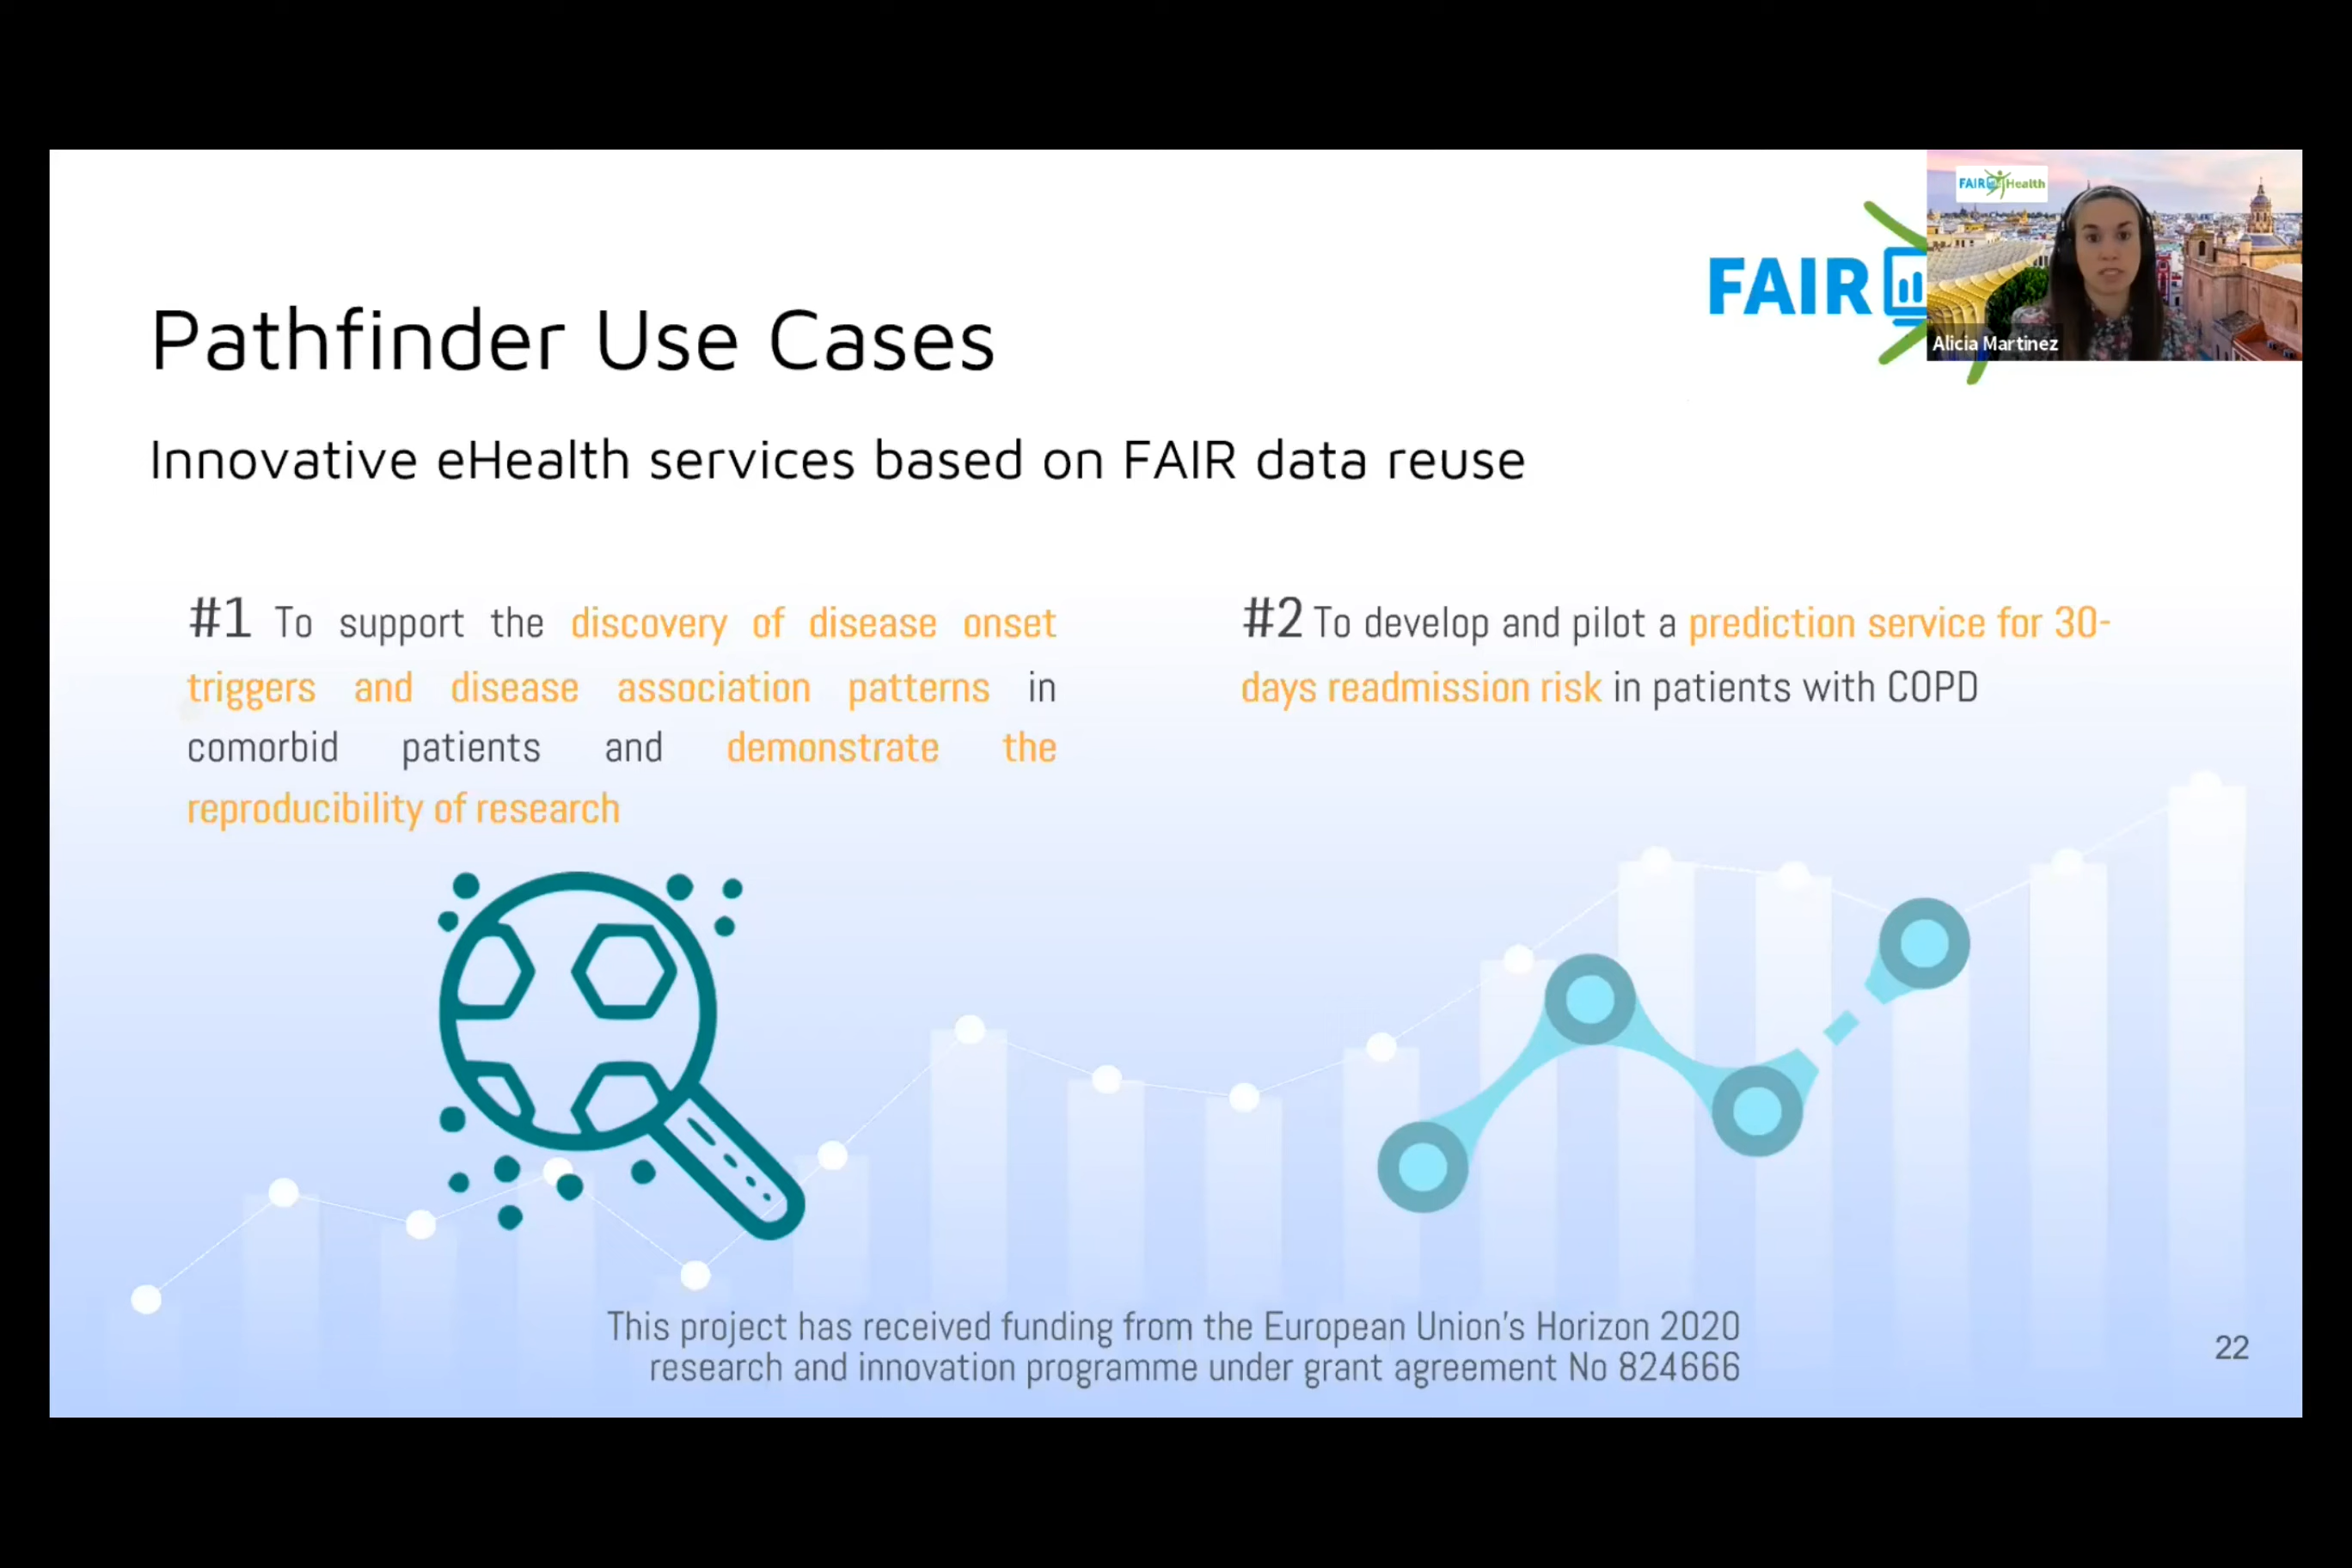 FAIR Health
FAIR
Alicia Martinez
Pathfinder Use Cases
Innovative eHealth services based on FAIR data reuse
#1 To support the discovery of disease onset
triggers and disease association patterns in
comorbid patients and demonstrate the
reproducibility of research
#2 To develop and pilot a prediction service for 30-
days readmission risk in patients with COPD
This project has received funding from the European Union's Horizon 2020
research and innovation programme under grant agreement No 824666
22